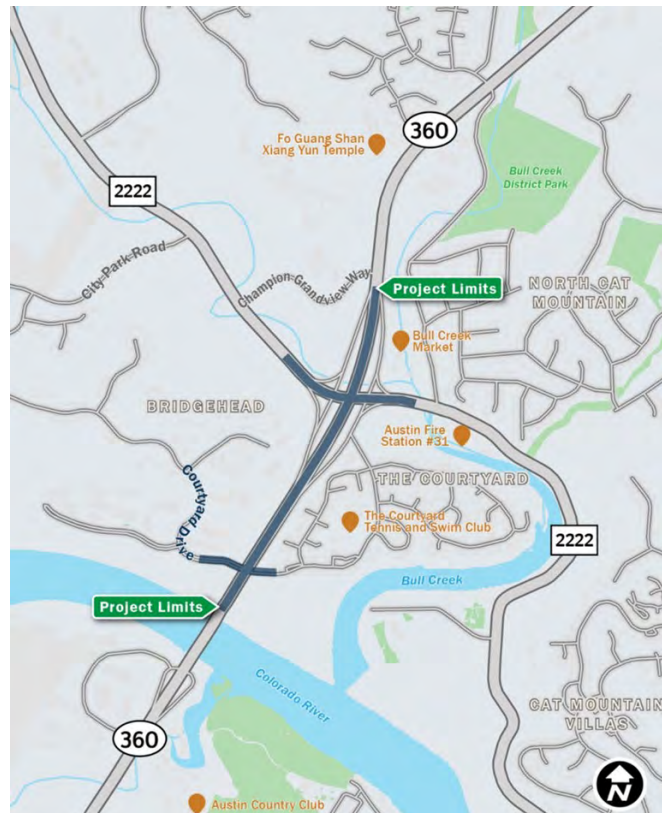 Fo Guang Shan
Xiang Yun Temple
360
Bull Creek
District Park
2222
City Park Road
Champion Grandview Way
Project Limits
NORTH CAT
MOUNTAIN
Bull Creek
Market
BRIDGEHEAD
Austin Fire
Station #31
THE COURTYARD
Courtyard Drive
The Courtyard
Tennis and Swim Club
2222
Bull Creek
Project Limits
Colorado River
CAT MOUNTAIN
VILLAS
360
Austin Country Club
N